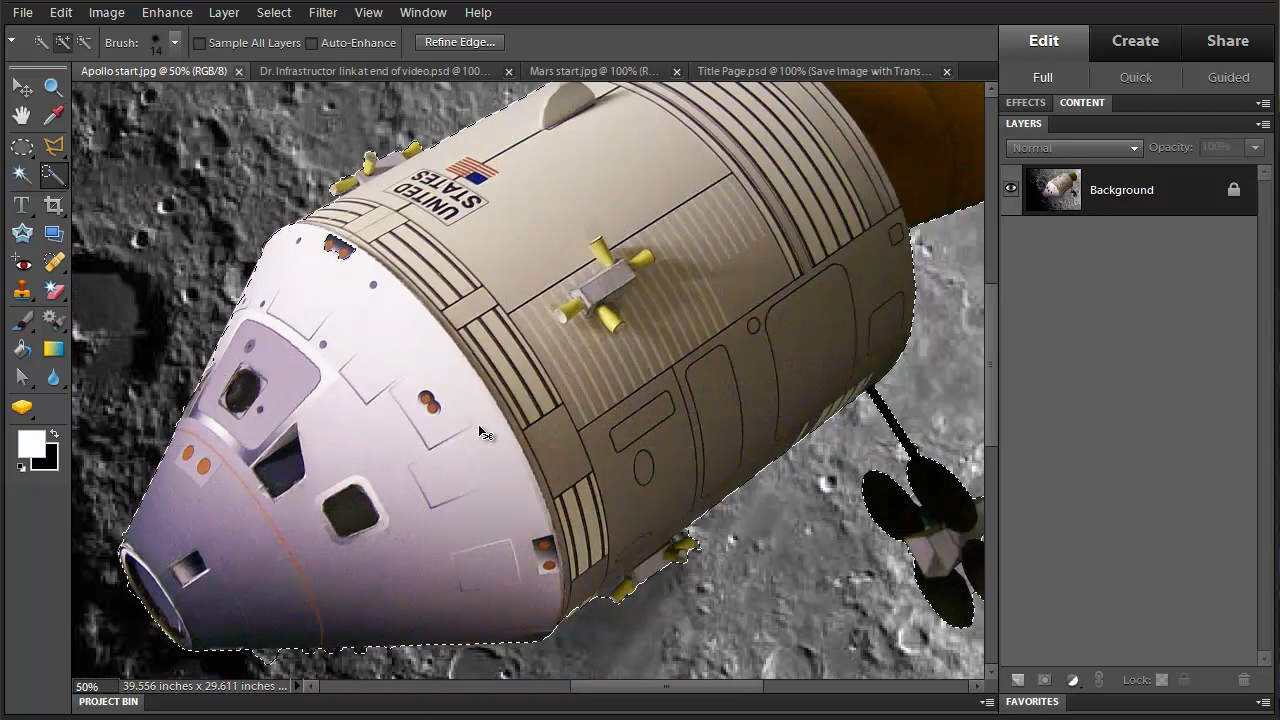 File Edit Image Enhance Layer Select Filter View Window Help
Brush: 14 Sample All Layers Auto-Enhance Refine Edge...
Edit Create Share
Apollo start.jpg @ 50% (RGB/8) Dr. Infrastructor link at end of video.psd @ 100... Mars start.jpg @ 100% (R... Title Page.psd @ 100% (Save Image with Trans...
Full Quick Guided
EFFECTS CONTENT
LAYERS
Normal Opacity: 100%
Background
UNITED
STATES
50% 39.556 inches x 29.611 inches ...
Lock:
PROJECT BIN
FAVORITES